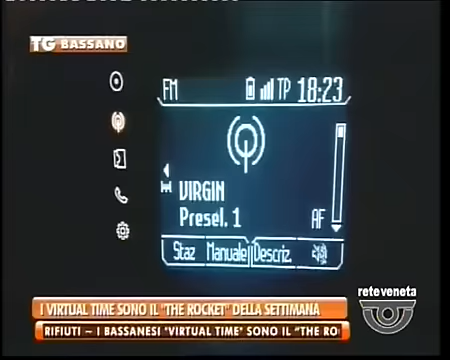 TG BASSANO
FM TP 18:23
VIRGIN
Presel. 1 AF
Staz Manuale Descriz.
reteveneta
I VIRTUAL TIME SONO IL "THE ROCKET" DELLA SETTIMANA
RIFIUTI – I BASSANESI "VIRTUAL TIME" SONO IL "THE RO